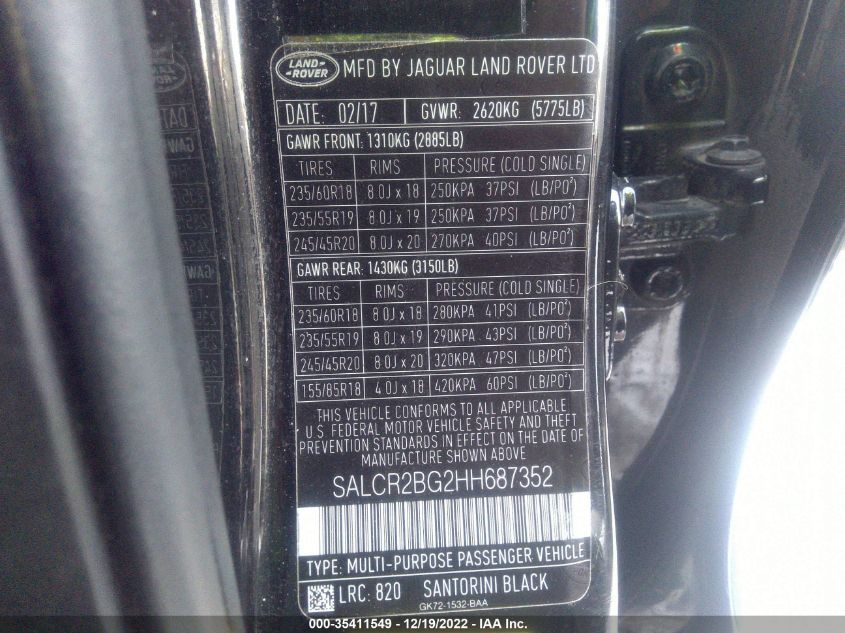 LAND ROVER MFD BY JAGUAR LAND ROVER LTD
DATE: 02/17 GVWR: 2620KG (5775LB)
GAWR FRONT: 1310KG (2885LB)
TIRES RIMS PRESSURE (COLD SINGLE)
235/60R18 8.0J x 18 250KPA 37PSI (LB/PO²)
235/55R19 8.0J x 19 250KPA 37PSI (LB/PO²)
245/45R20 8.0J x 20 270KPA 40PSI (LB/PO²)
GAWR REAR: 1430KG (3150LB)
TIRES RIMS PRESSURE (COLD SINGLE)
235/60R18 8.0J x 18 280KPA 41PSI (LB/PO²)
235/55R19 8.0J x 19 290KPA 43PSI (LB/PO²)
245/45R20 8.0J x 20 320KPA 47PSI (LB/PO²)
155/85R18 4.0J x 18 420KPA 60PSI (LB/PO²)
THIS VEHICLE CONFORMS TO ALL APPLICABLE
U.S. FEDERAL MOTOR VEHICLE SAFETY AND THEFT
PREVENTION STANDARDS IN EFFECT ON THE DATE OF
MANUFACTURE SHOWN ABOVE
SALCR2BG2HH687352
TYPE: MULTI-PURPOSE PASSENGER VEHICLE
LRC: 820 SANTORINI BLACK
GK72-1532-BAA
000-35411549 - 12/19/2022 - IAA Inc.